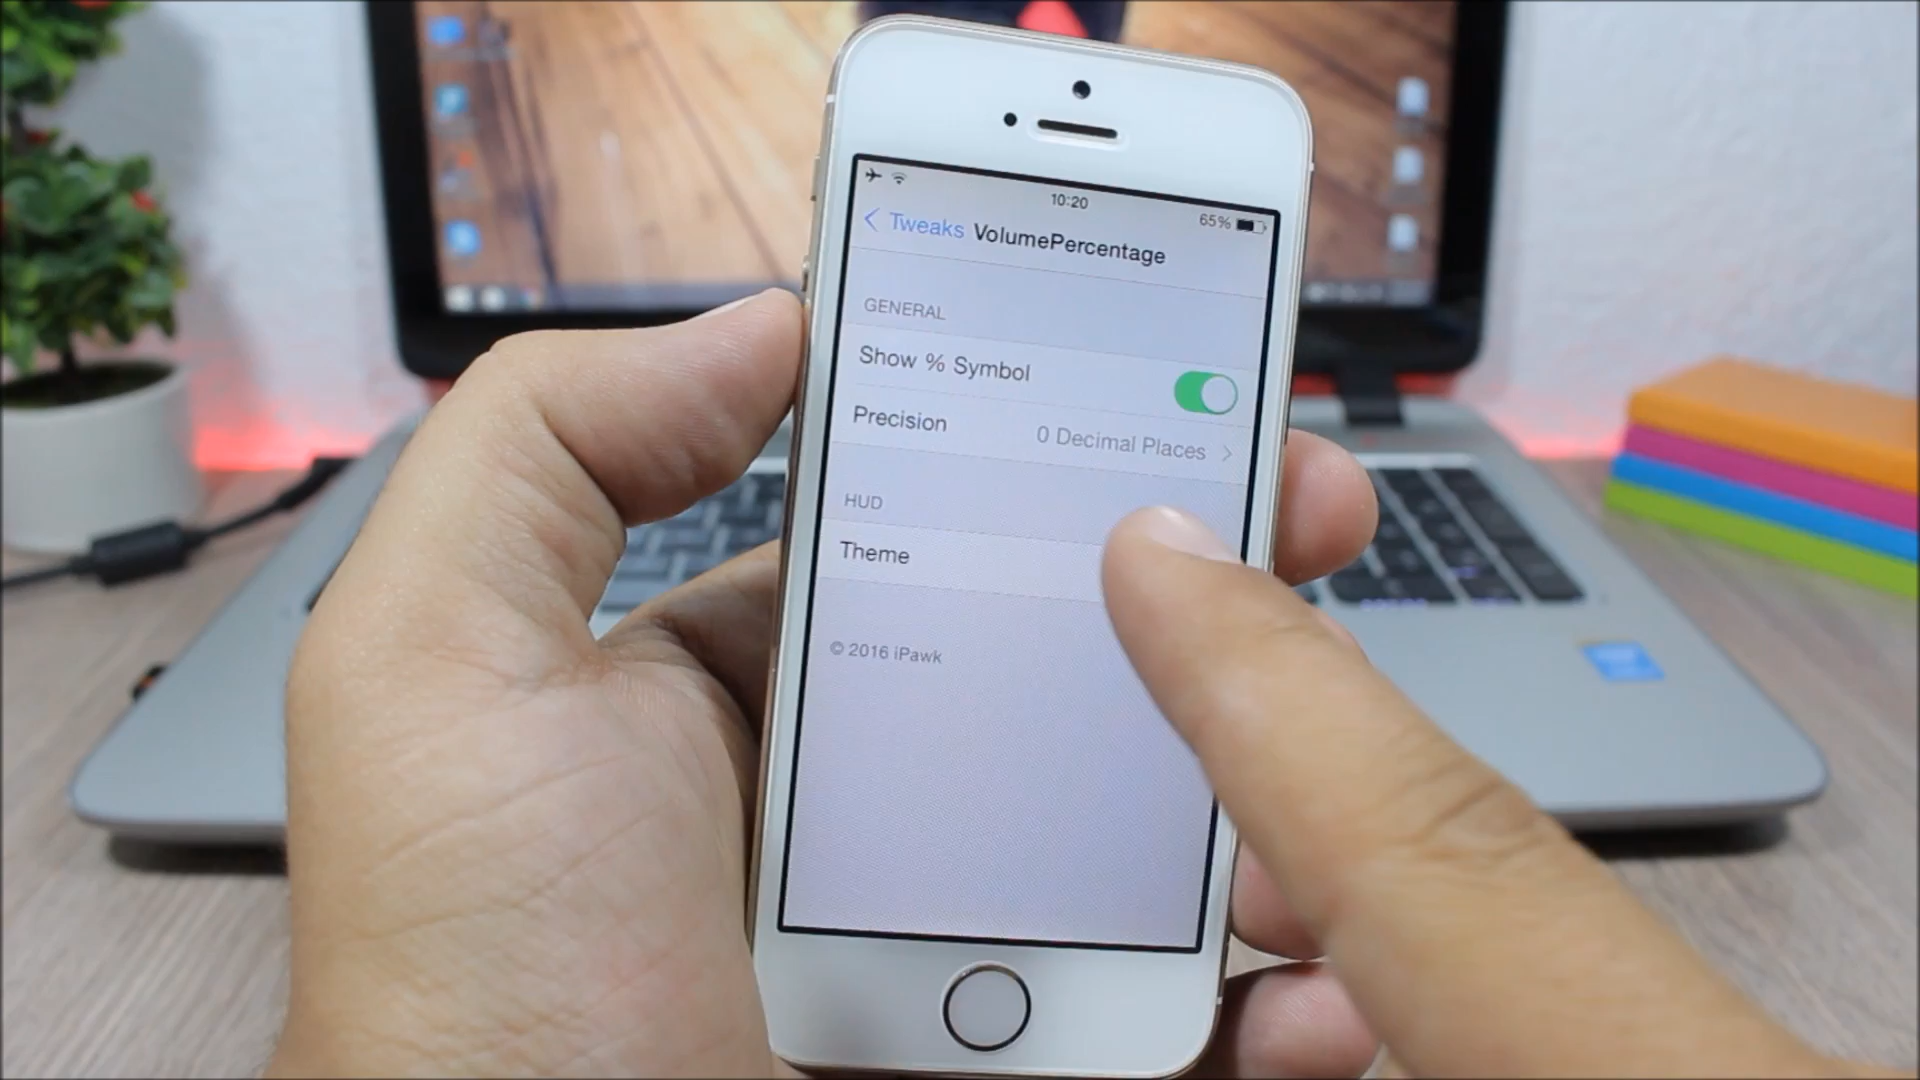 10:20
65%
Tweaks VolumePercentage
GENERAL
Show % Symbol
Precision 0 Decimal Places
HUD
Theme
© 2016 iPawk